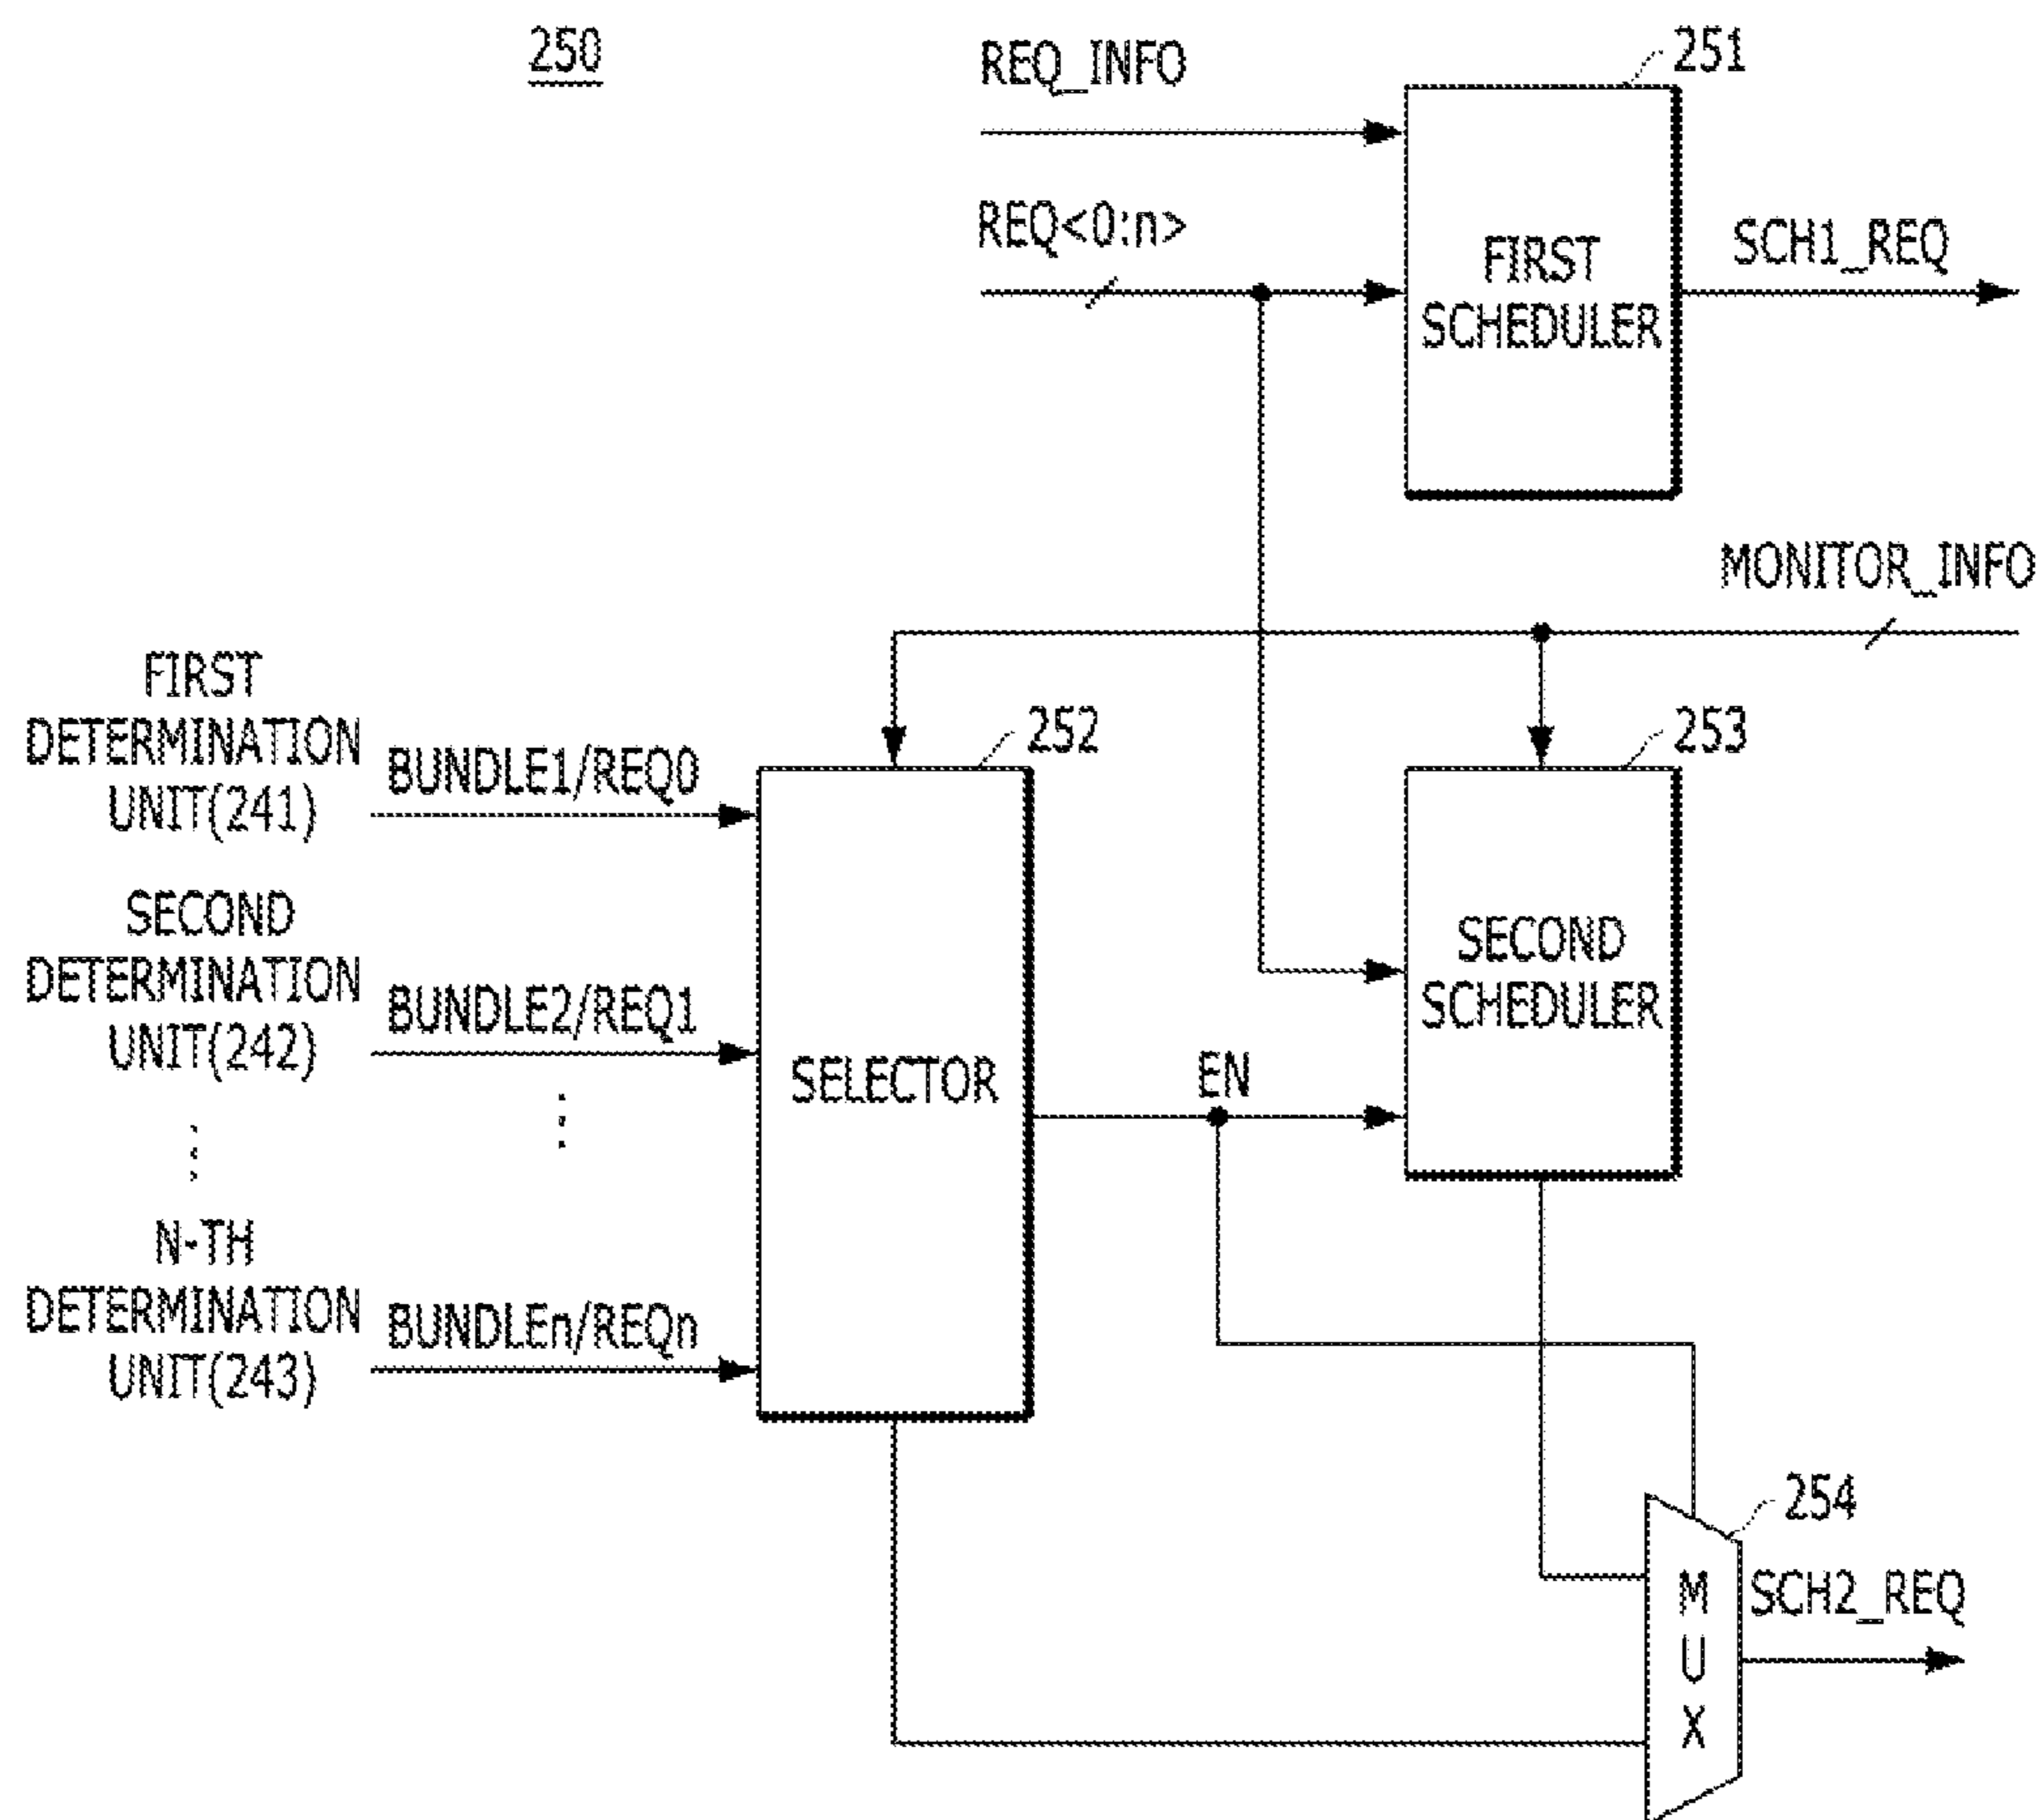 250
REQ_INFO
251
REQ<0:n>
FIRST
SCHEDULER
SCH1_REQ
MONITOR_INFO
FIRST
DETERMINATION
UNIT(241)
BUNDLE1/REQ0
252
253
SECOND
DETERMINATION
UNIT(242)
BUNDLE2/REQ1
SELECTOR
EN
SECOND
SCHEDULER
N-TH
DETERMINATION
UNIT(243)
BUNDLEn/REQn
254
MUX
SCH2_REQ